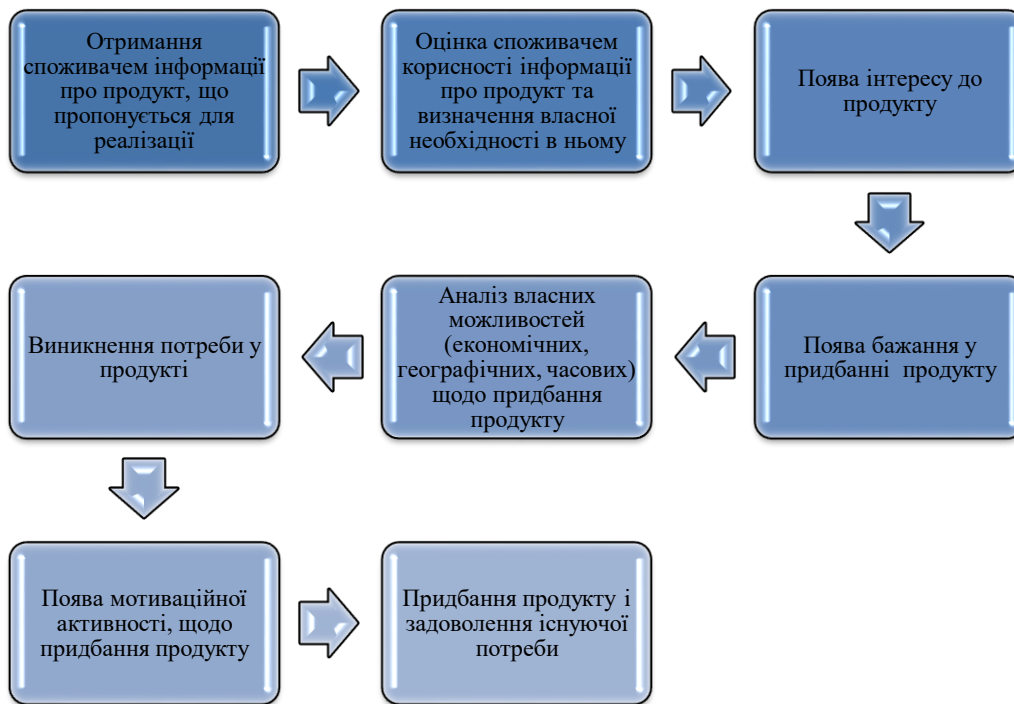 Отримання
споживачем інформації
про продукт, що
пропонується для
реалізації
Оцінка споживачем
корисності інформації
про продукт та
визначення власної
необхідності в ньому
Поява інтересу до
продукту
Поява бажання у
придбанні продукту
Аналіз власних
можливостей
(економічних,
географічних, часових)
щодо придбання
продукту
Виникнення потреби у
продукті
Поява мотиваційної
активності, щодо
придбання продукту
Придбання продукту і
задоволення існуючої
потреби